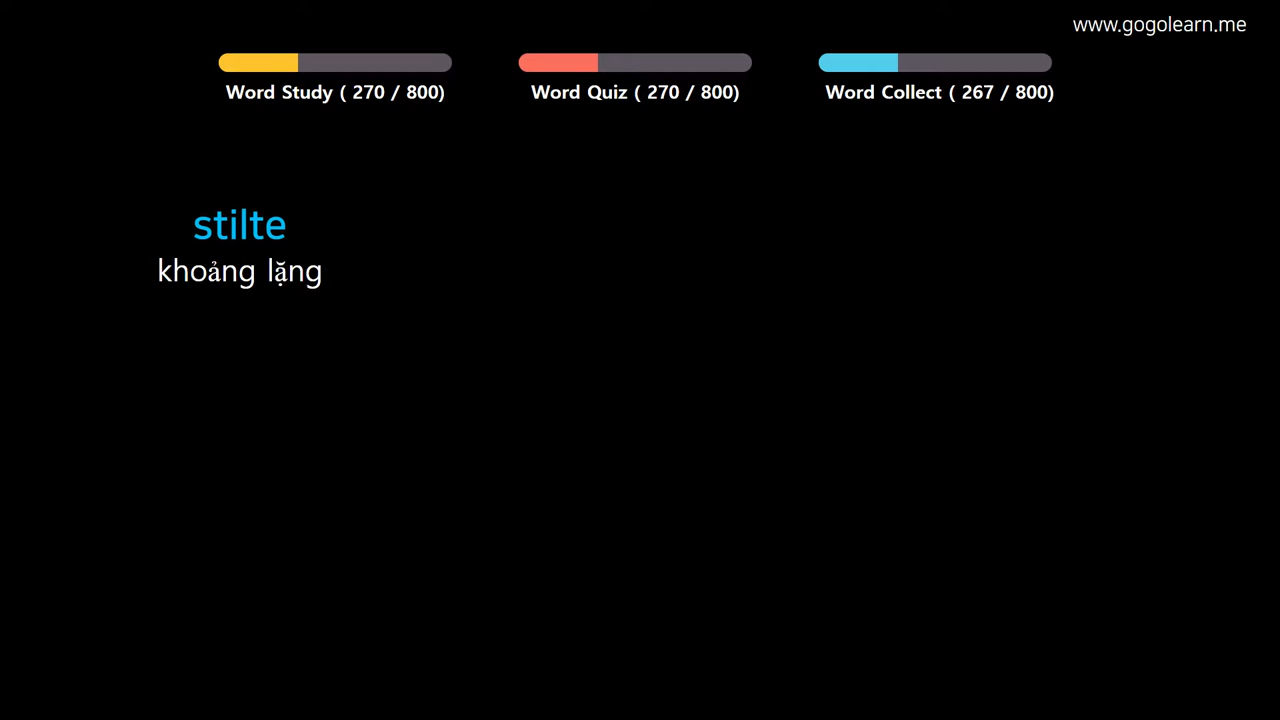 www.gogolearn.me
Word Study ( 270 / 800)
Word Quiz ( 270 / 800)
Word Collect ( 267 / 800)
stilte
khoảng lặng